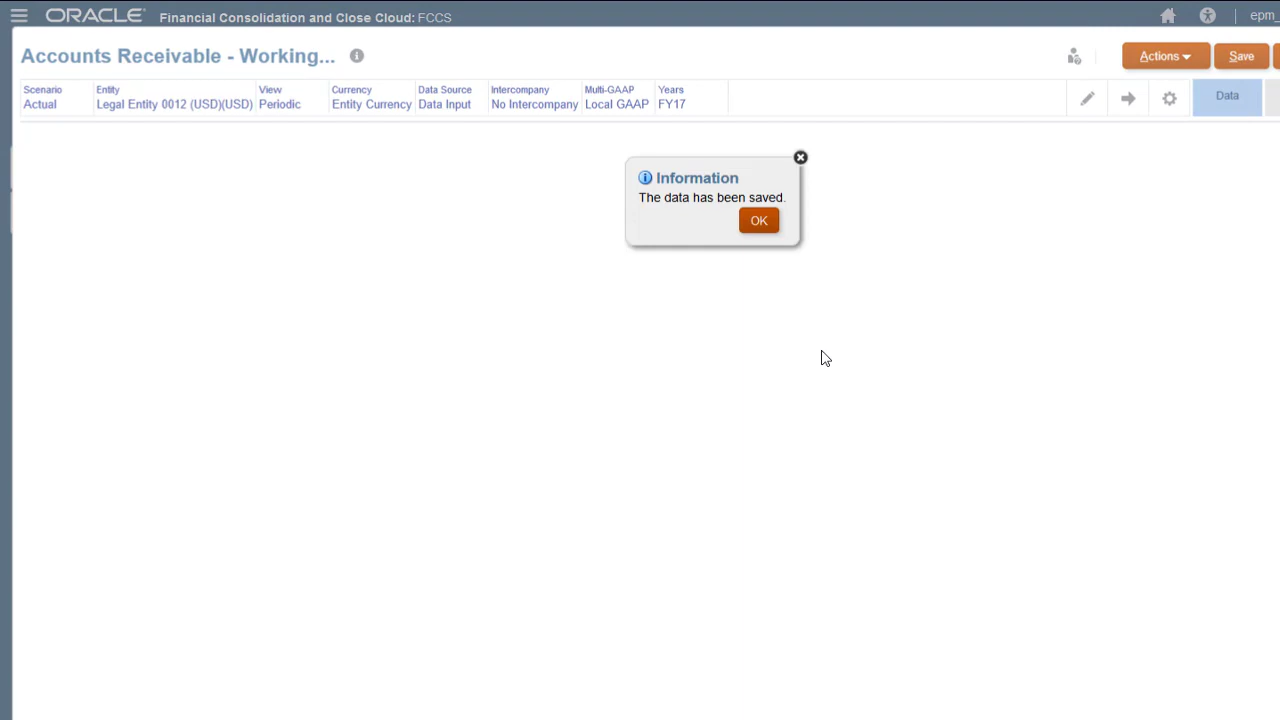 ORACLE Financial Consolidation and Close Cloud: FCCS epm_
Accounts Receivable - Working...
Actions Save
Scenario Entity View Currency Data Source Intercompany Multi-GAAP Years
Actual Legal Entity 0012 (USD)(USD) Periodic Entity Currency Data Input No Intercompany Local GAAP FY17
Data
Information
The data has been saved.
OK